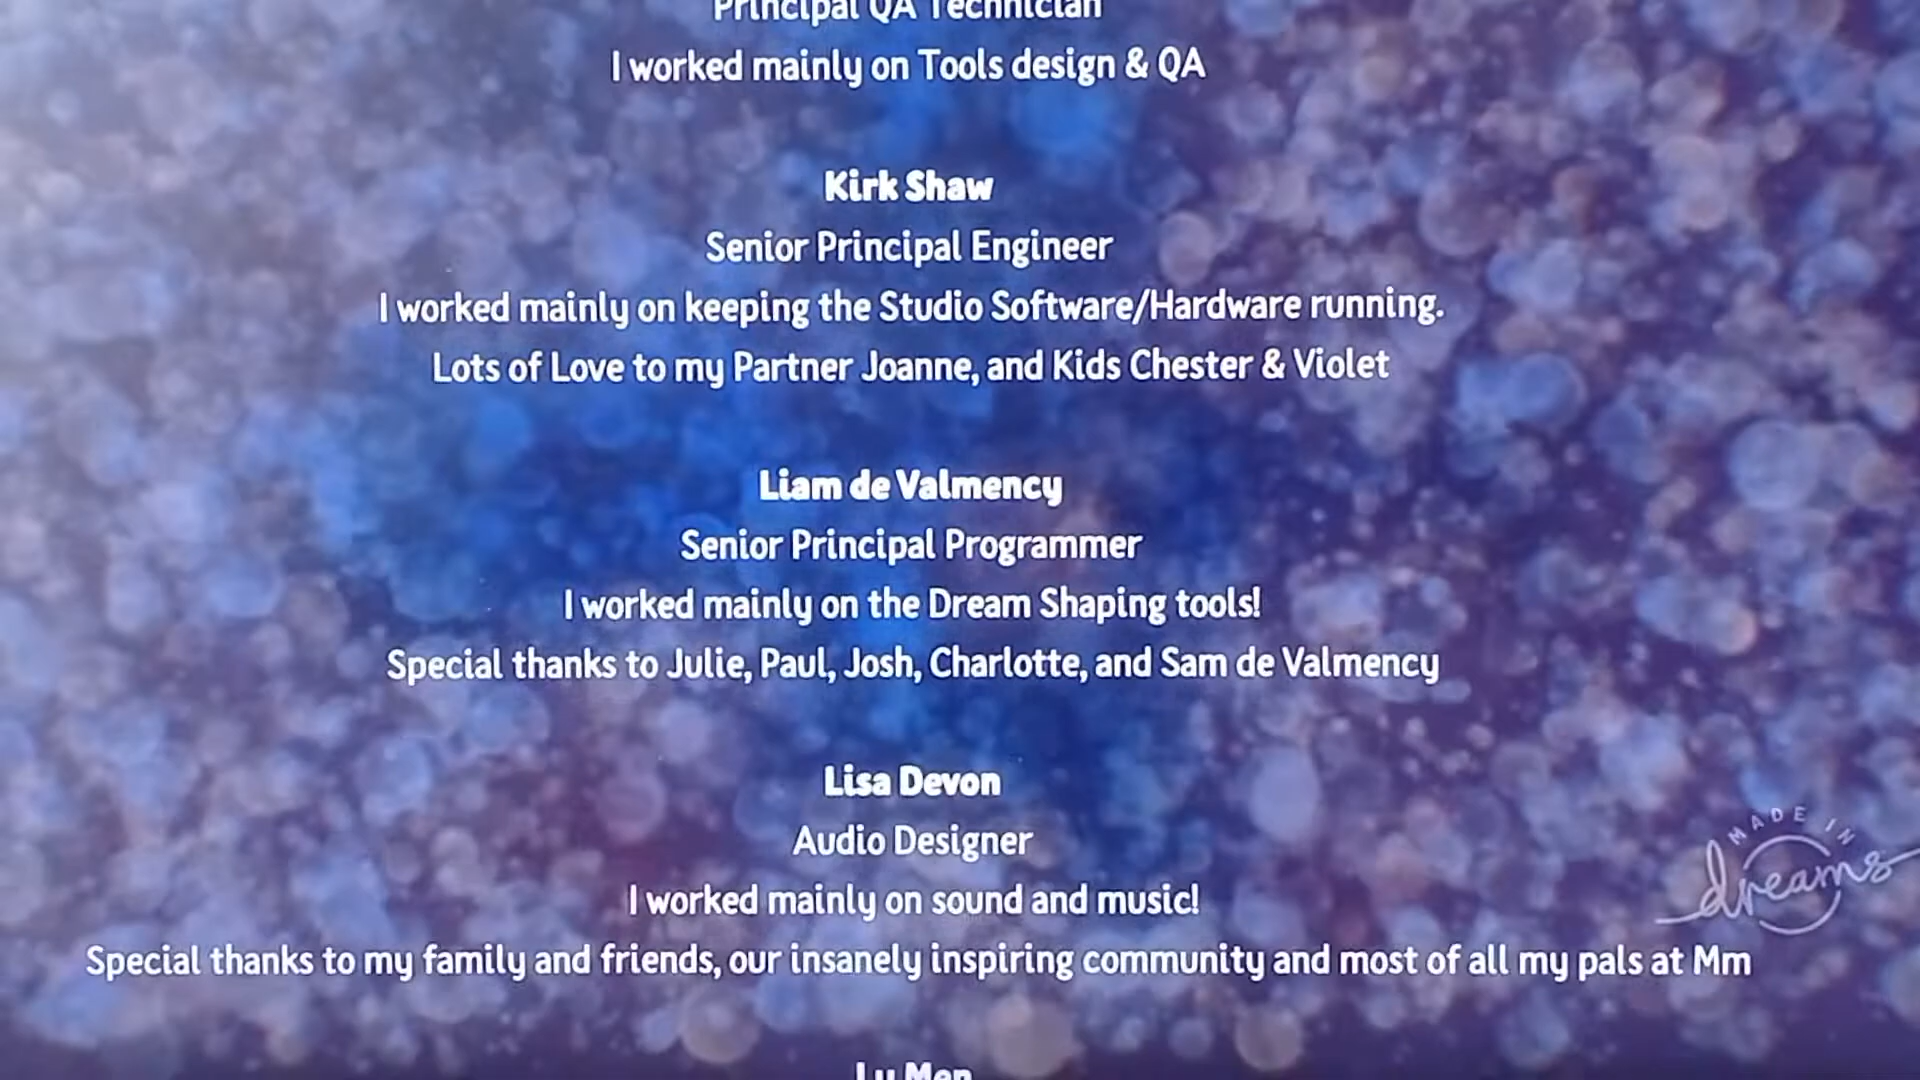 Principal QA Technician
I worked mainly on Tools design & QA
Kirk Shaw
Senior Principal Engineer
I worked mainly on keeping the Studio Software/Hardware running.
Lots of Love to my Partner Joanne, and Kids Chester & Violet
Liam de Valmency
Senior Principal Programmer
I worked mainly on the Dream Shaping tools!
Special thanks to Julie, Paul, Josh, Charlotte, and Sam de Valmency
Lisa Devon
Audio Designer
I worked mainly on sound and music!
MADE IN
dreams
Special thanks to my family and friends, our insanely inspiring community and most of all my pals at Mm